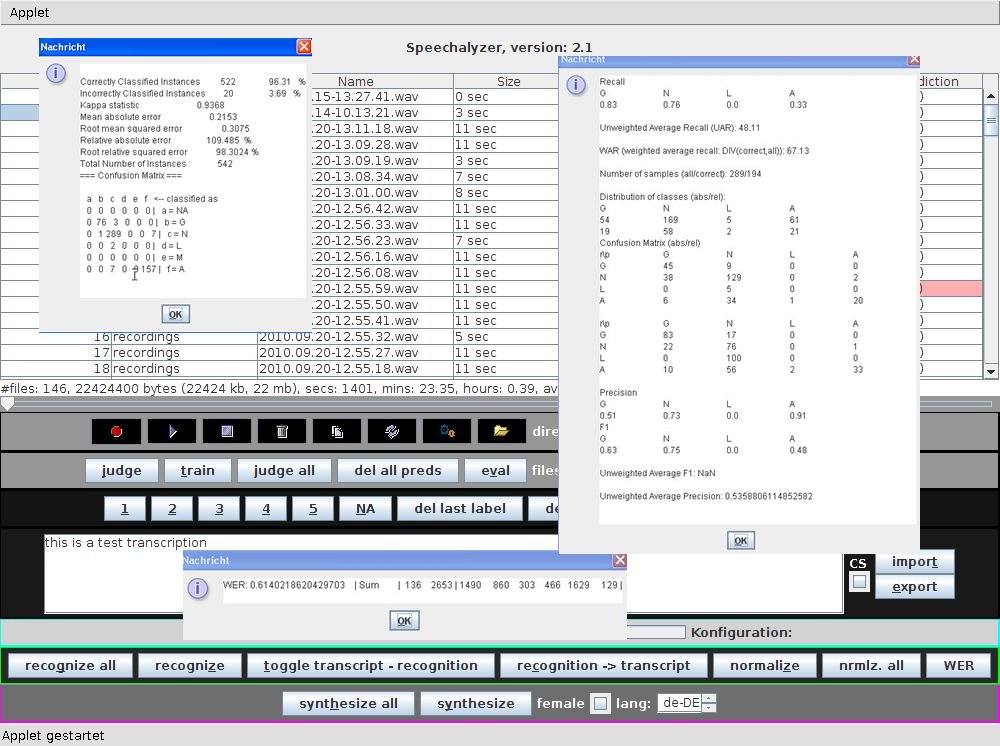 Applet
Speechalyzer, version: 2.1
Nachricht
Correctly Classified Instances 522 96.31 %
Incorrectly Classified Instances 20 3.69 %
Kappa statistic 0.9368
Mean absolute error 0.2153
Root mean squared error 0.3075
Relative absolute error 109.485 %
Root relative squared error 98.3024 %
Total Number of Instances 542
=== Confusion Matrix ===
a b c d e f <-- classified as
0 0 0 0 0 0 | a = NA
0 76 3 0 0 0 | b = G
0 1 289 0 0 7 | c = N
0 0 2 0 0 0 | d = L
0 0 0 0 0 0 | e = M
0 0 7 0 157 | f = A
OK
Name Size diction
.15-13.27.41.wav 0 sec )
.14-10.13.21.wav 3 sec )
.20-13.11.18.wav 11 sec )
.20-13.09.28.wav 11 sec )
.20-13.09.19.wav 3 sec )
.20-13.08.34.wav 7 sec )
.20-13.01.00.wav 8 sec )
.20-12.56.42.wav 11 sec )
.20-12.56.33.wav 11 sec )
.20-12.56.23.wav 7 sec )
.20-12.56.16.wav 11 sec )
.20-12.56.08.wav 11 sec )
.20-12.55.59.wav 11 sec )
.20-12.55.50.wav 11 sec )
.20-12.55.41.wav 11 sec )
16 recordings 2010.09.20-12.55.32.wav 5 sec )
17 recordings 2010.09.20-12.55.27.wav 11 sec )
18 recordings 2010.09.20-12.55.18.wav 11 sec )
#files: 146, 22424400 bytes (22424 kb, 22 mb), secs: 1401, mins: 23.35, hours: 0.39, av
Nachricht
Recall
G N L A
0.83 0.76 0.0 0.33
Unweighted Average Recall (UAR): 48.11
WAR (weighted average recall: DIV(correct,all)): 67.13
Number of samples (all/correct): 289/194
Distribution of classes (abs/rel):
G N L A
54 169 5 61
19 58 2 21
Confusion Matrix (abs/rel)
r\p G N L A
G 45 9 0 0
N 38 129 0 2
L 0 5 0 0
A 6 34 1 20
r\p G N L A
G 83 17 0 0
N 22 76 0 1
L 0 100 0 0
A 10 56 2 33
Precision
G N L A
0.51 0.73 0.0 0.91
F1
G N L A
0.63 0.75 0.0 0.48
Unweighted Average F1: NaN
Unweighted Average Precision: 0.5358806114852582
OK
dire
judge train judge all del all preds eval files
1 2 3 4 5 NA del last label de
this is a test transcription
CS import
export
Nachricht
WER: 0.6140218620429703 | Sum | 136 2653 | 1490 860 303 466 1629 129 |
OK
Konfiguration:
recognize all recognize toggle transcript - recognition recognition -> transcript normalize nrmlz. all WER
synthesize all synthesize female lang: de-DE
Applet gestartet